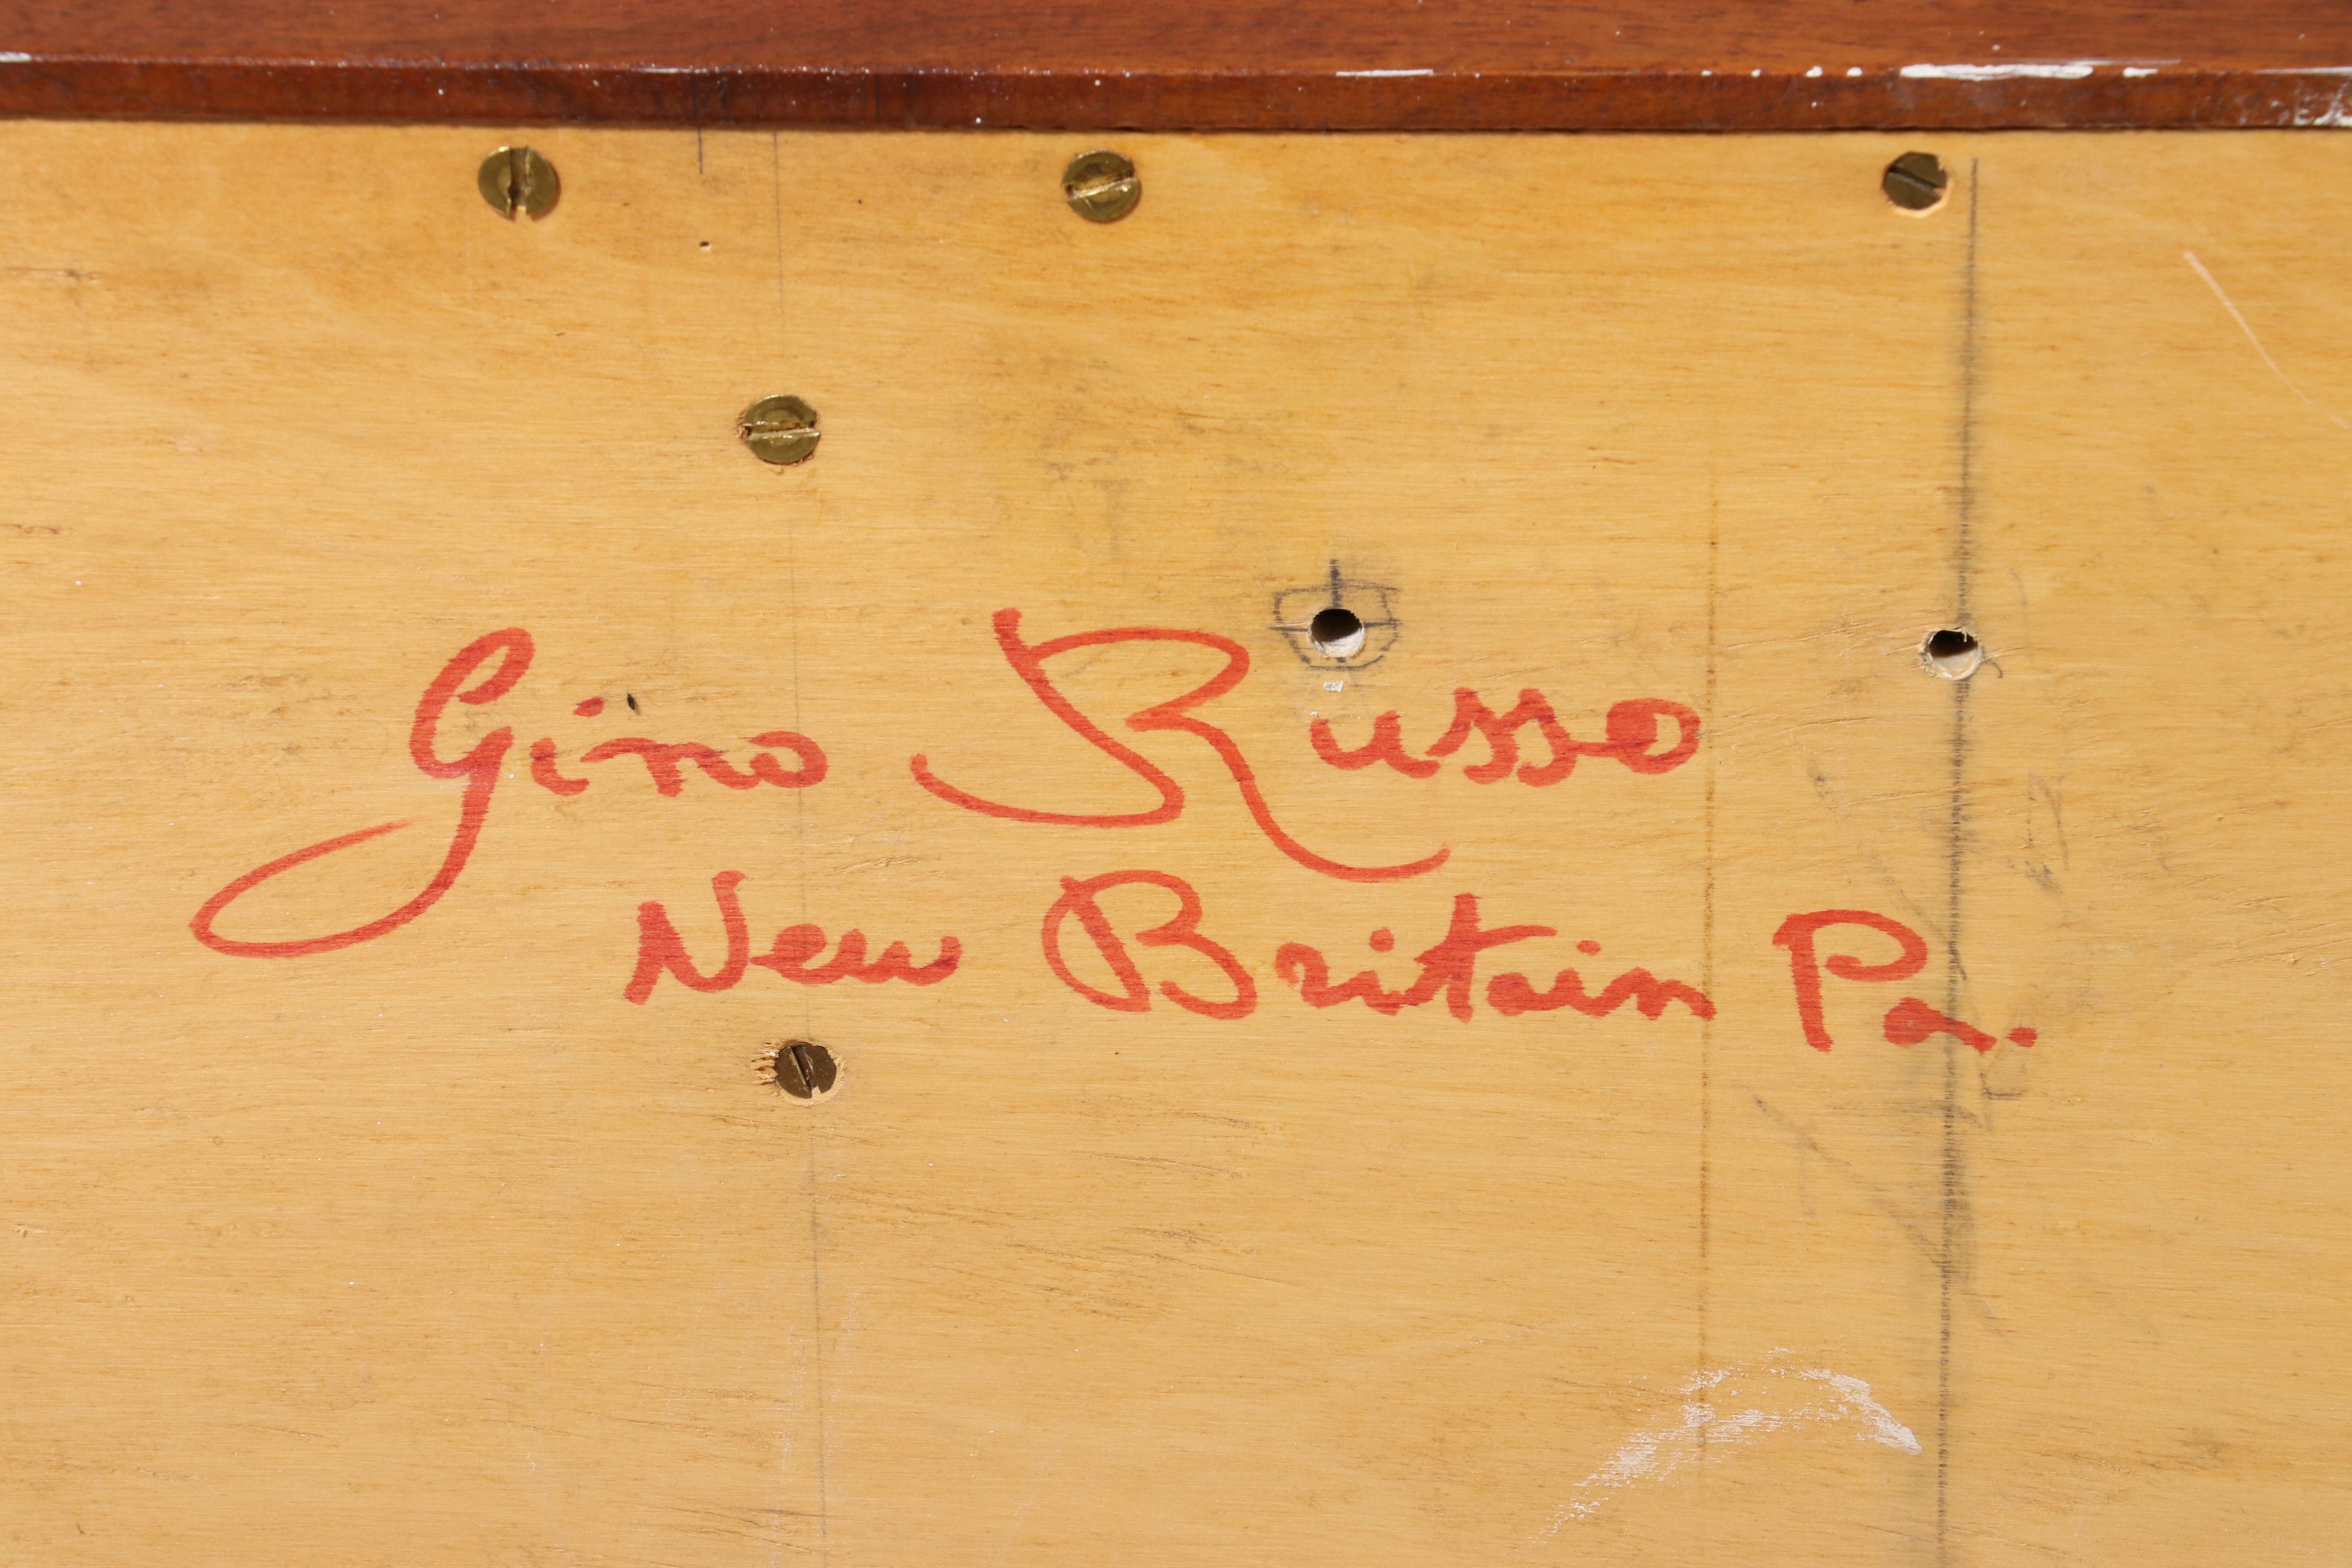 Gino Russo
New Britain Pa.